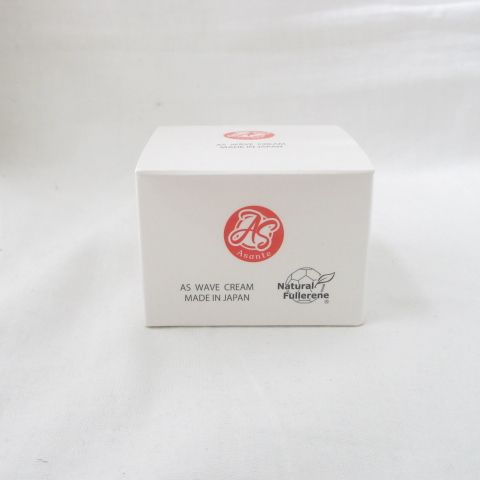 AS WAVE CREAM
MADE IN JAPAN
AS
Asante
AS WAVE CREAM
MADE IN JAPAN
Natural
Fullerene
®